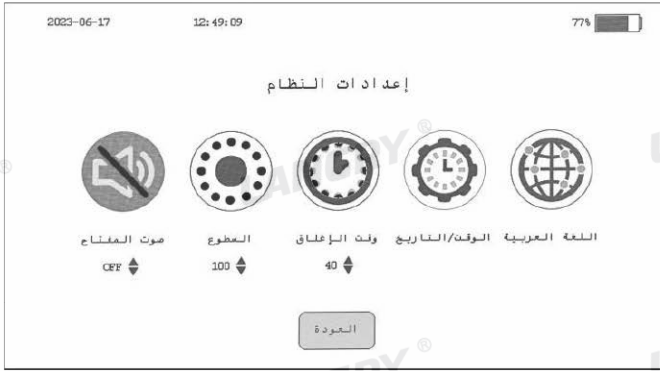 2023-06-17 12:49:09 77%
إعدادات النظام
صوت المفتاح السطوع وقت الإغلاق الوقت/التاريخ اللغة العربية
OFF 100 40
العودة